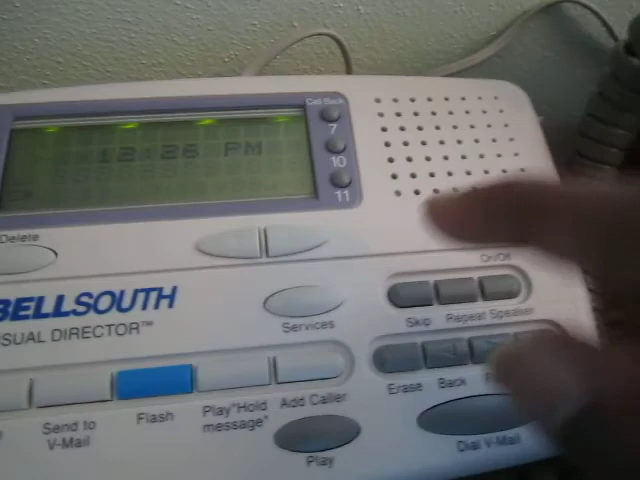 Call Back
7
12:26 PM
10
11
Delete
On/Off
BELLSOUTH
Services
Skip Repeat Speaker
VISUAL DIRECTOR™
Erase Back
Send to
V-Mail
Flash
Play"Hold
message"
Add Caller
Play
Dial V-Mail